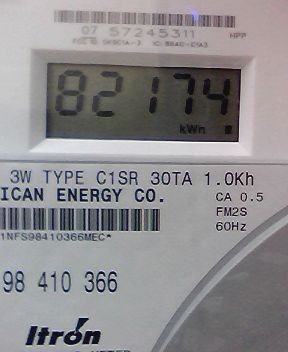 07 57245311 MPP
82174
kWh
3W TYPE C1SR 30TA 1.0Kh
ICAN ENERGY CO.
CA 0.5
FM2S
60Hz
1NFS98410366MEC*
98 410 366
Itron